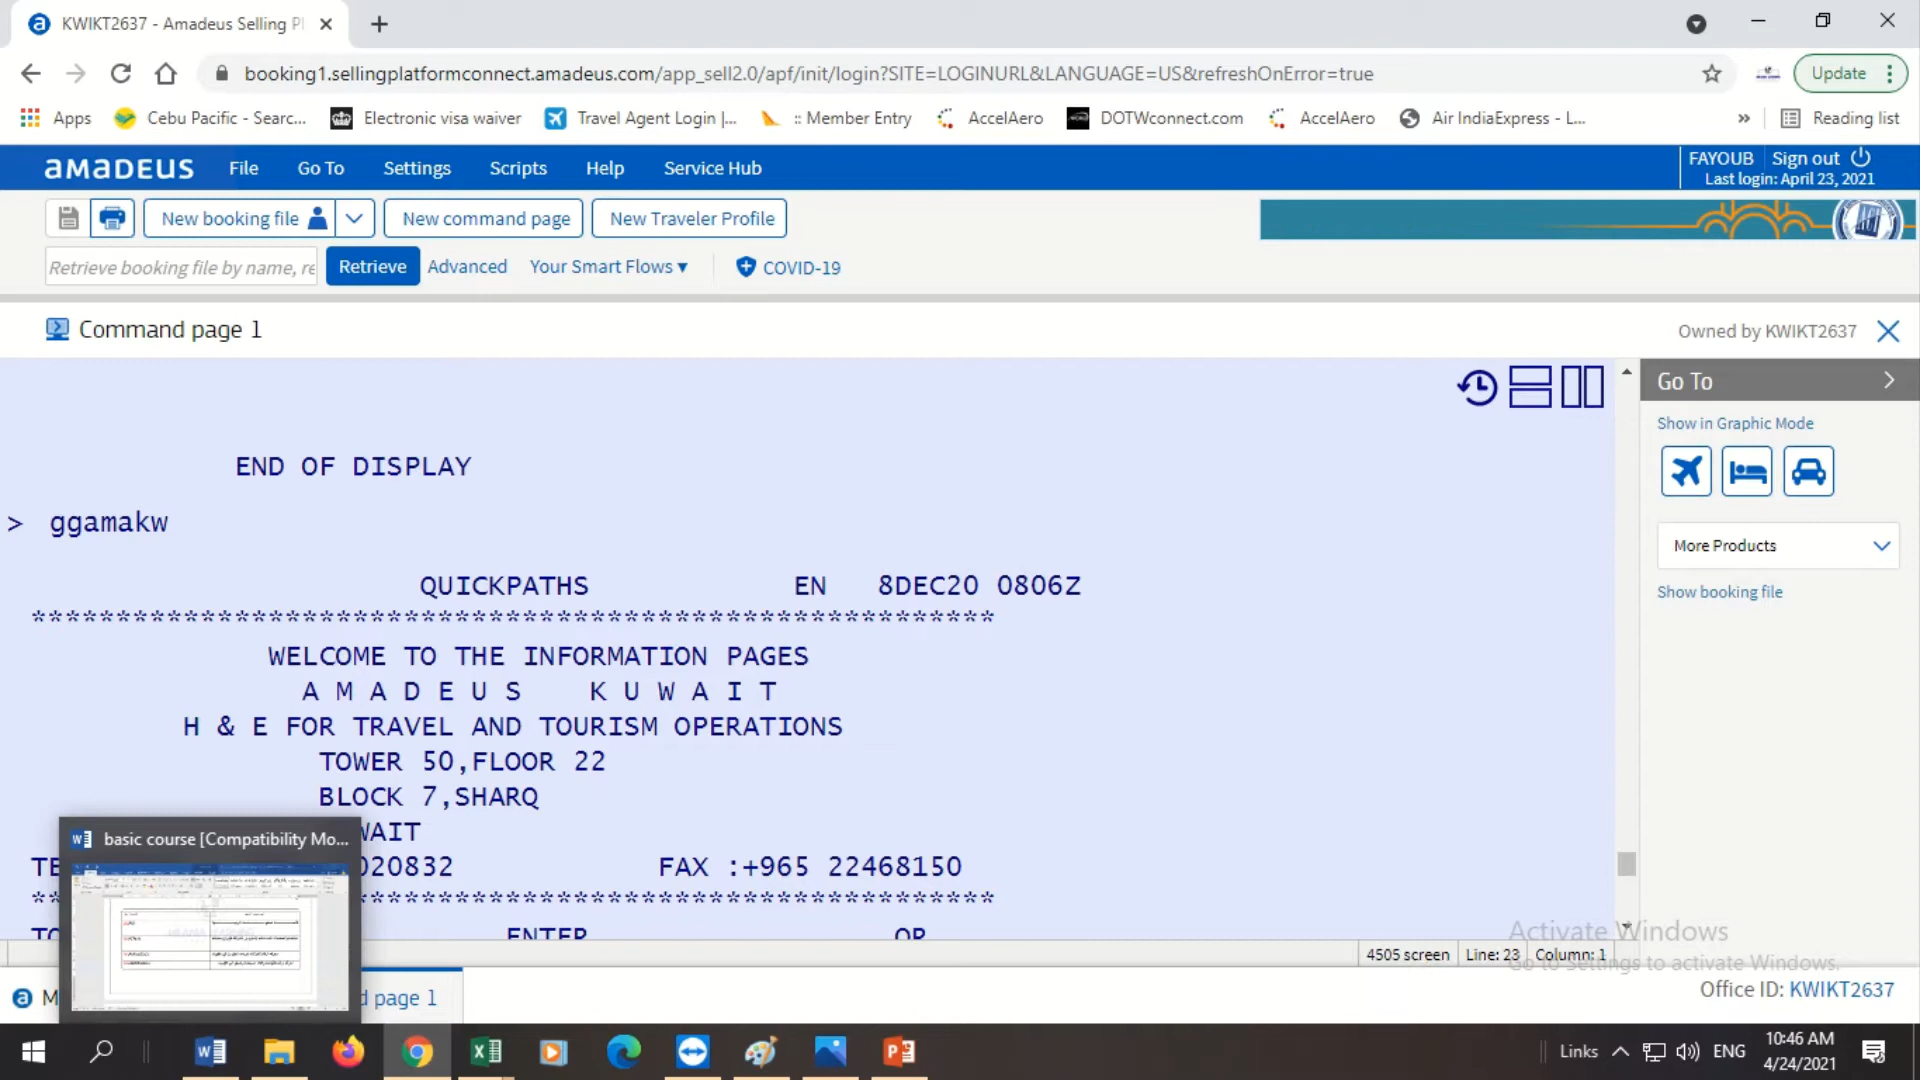 KWIKT2637 - Amadeus Selling Pl
booking1.sellingplatformconnect.amadeus.com/app_sell2.0/apf/init/login?SITE=LOGINURL&LANGUAGE=US&refreshOnError=true
Update
Apps
Cebu Pacific - Searc...
Electronic visa waiver
Travel Agent Login |...
:: Member Entry
AccelAero
DOTWconnect.com
AccelAero
Air IndiaExpress - L...
»
Reading list
amadeus
File
Go To
Settings
Scripts
Help
Service Hub
FAYOUB
Sign out
Last login: April 23, 2021
New booking file
New command page
New Traveler Profile
Retrieve booking file by name, re
Retrieve
Advanced
Your Smart Flows
COVID-19
Command page 1
Owned by KWIKT2637
END OF DISPLAY
> ggamakw
QUICKPATHS EN 8DEC20 0806Z
*********************************************************
WELCOME TO THE INFORMATION PAGES
A M A D E U S K U W A I T
H & E FOR TRAVEL AND TOURISM OPERATIONS
TOWER 50,FLOOR 22
BLOCK 7,SHARQ
WAIT
TE 020832 FAX :+965 22468150
TO ENTER OR
Go To
Show in Graphic Mode
More Products
Show booking file
basic course [Compatibility Mo...
4505 screen
Line: 23
Column: 1
Activate Windows
Go to Settings to activate Windows.
M
d page 1
Office ID: KWIKT2637
Links
ENG
10:46 AM
4/24/2021